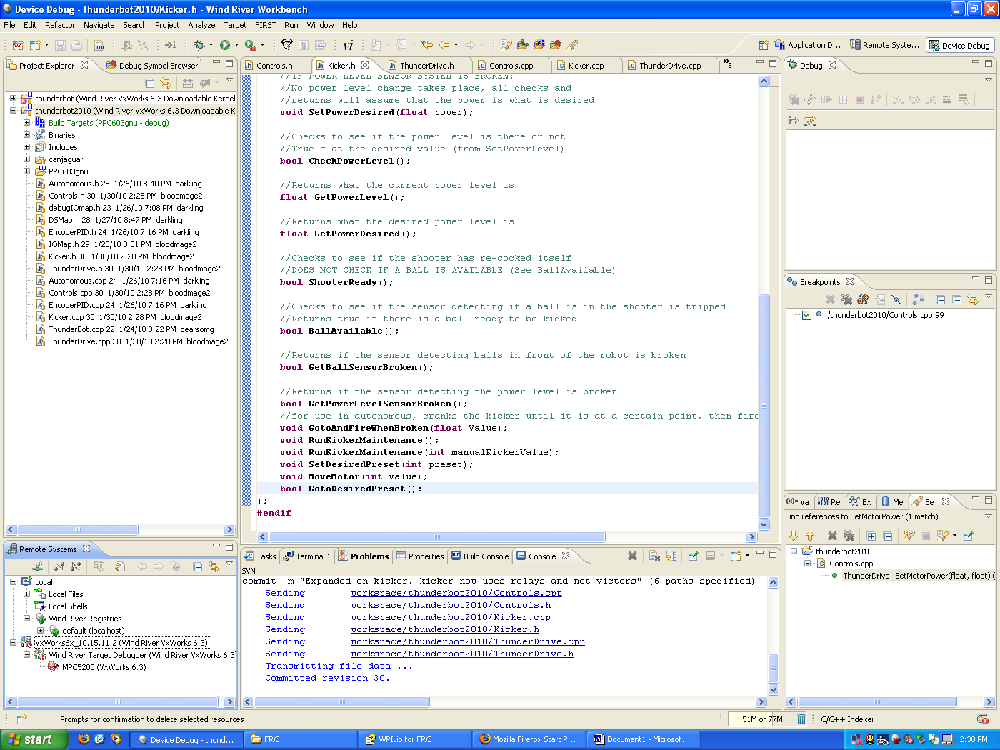 Device Debug - thunderbot2010/Kicker.h - Wind River Workbench
File Edit Refactor Navigate Search Project Analyze Target FIRST Run Window Help
Application D... Remote Syste... Device Debug
Project Explorer Debug Symbol Browser
thunderbot (Wind River VxWorks 6.3 Downloadable Kernel
thunderbot2010 (Wind River VxWorks 6.3 Downloadable K
Build Targets (PPC603gnu - debug)
Binaries
Includes
canjaguar
PPC603gnu
Autonomous.h 25 1/26/10 8:40 PM darkling
Controls.h 30 1/30/10 2:28 PM bloodmage2
debugIOmap.h 23 1/26/10 7:08 PM darkling
DSMap.h 28 1/27/10 8:47 PM darkling
EncoderPID.h 24 1/26/10 7:16 PM darkling
IOMap.h 29 1/28/10 8:31 PM bloodmage2
Kicker.h 30 1/30/10 2:28 PM bloodmage2
ThunderDrive.h 30 1/30/10 2:28 PM bloodmage2
Autonomous.cpp 24 1/26/10 7:16 PM darkling
Controls.cpp 30 1/30/10 2:28 PM bloodmage2
EncoderPID.cpp 24 1/26/10 7:16 PM darkling
Kicker.cpp 30 1/30/10 2:28 PM bloodmage2
ThunderBot.cpp 22 1/24/10 3:22 PM bearsomg
ThunderDrive.cpp 30 1/30/10 2:28 PM bloodmage2
Controls.h Kicker.h ThunderDrive.h Controls.cpp Kicker.cpp ThunderDrive.cpp »9
//IF POWER LEVEL SENSOR SYSTEM IS BROKEN:
//No power level change takes place, all checks and
//returns will assume that the power is what is desired
void SetPowerDesired(float power);
//Checks to see if the power level is there or not
//True = at the desired value (from SetPowerLevel)
bool CheckPowerLevel();
//Returns what the current power level is
float GetPowerLevel();
//Returns what the desired power level is
float GetPowerDesired();
//Checks to see if the shooter has re-cocked itself
//DOES NOT CHECK IF A BALL IS AVAILABLE (See BallAvailable)
bool ShooterReady();
//Checks to see if the sensor detecting if a ball is in the shooter is tripped
//Returns true if there is a ball ready to be kicked
bool BallAvailable();
//Returns if the sensor detecting balls in front of the robot is broken
bool GetBallSensorBroken();
//Returns if the sensor detecting the power level is broken
bool GetPowerLevelSensorBroken();
//for use in autonomous, cranks the kicker until it is at a certain point, then fire
void GotoAndFireWhenBroken(float Value);
void RunKickerMaintenance();
void RunKickerMaintenance(int manualKickerValue);
void SetDesiredPreset(int preset);
void MoveMotor(int value);
bool GotoDesiredPreset();
};
#endif
Debug
Breakpoints
/thunderbot2010/Controls.cpp:99
(x)= Va Re Ex Me Se
Find references to SetMotorPower (1 match)
thunderbot2010
Controls.cpp
ThunderDrive::SetMotorPower(float, float) (
Remote Systems
Local
Local Files
Local Shells
Wind River Registries
default (localhost)
VxWorks6x_10.15.11.2 (Wind River VxWorks 6.3)
Wind River Target Debugger (Wind River VxWorks 6.3)
MPC5200 (VxWorks 6.3)
Tasks Terminal 1 Problems Properties Build Console Console
SVN
commit -m "Expanded on kicker. kicker now uses relays and not victors" (6 paths specified)
Sending workspace/thunderbot2010/Controls.cpp
Sending workspace/thunderbot2010/Controls.h
Sending workspace/thunderbot2010/Kicker.cpp
Sending workspace/thunderbot2010/Kicker.h
Sending workspace/thunderbot2010/ThunderDrive.cpp
Sending workspace/thunderbot2010/ThunderDrive.h
Transmitting file data ...
Committed revision 30.
Prompts for confirmation to delete selected resources 51M of 77M C/C++ Indexer
start Device Debug - thund... FRC WPILib for FRC Mozilla Firefox Start P... Document1 - Microsof... 2:38 PM